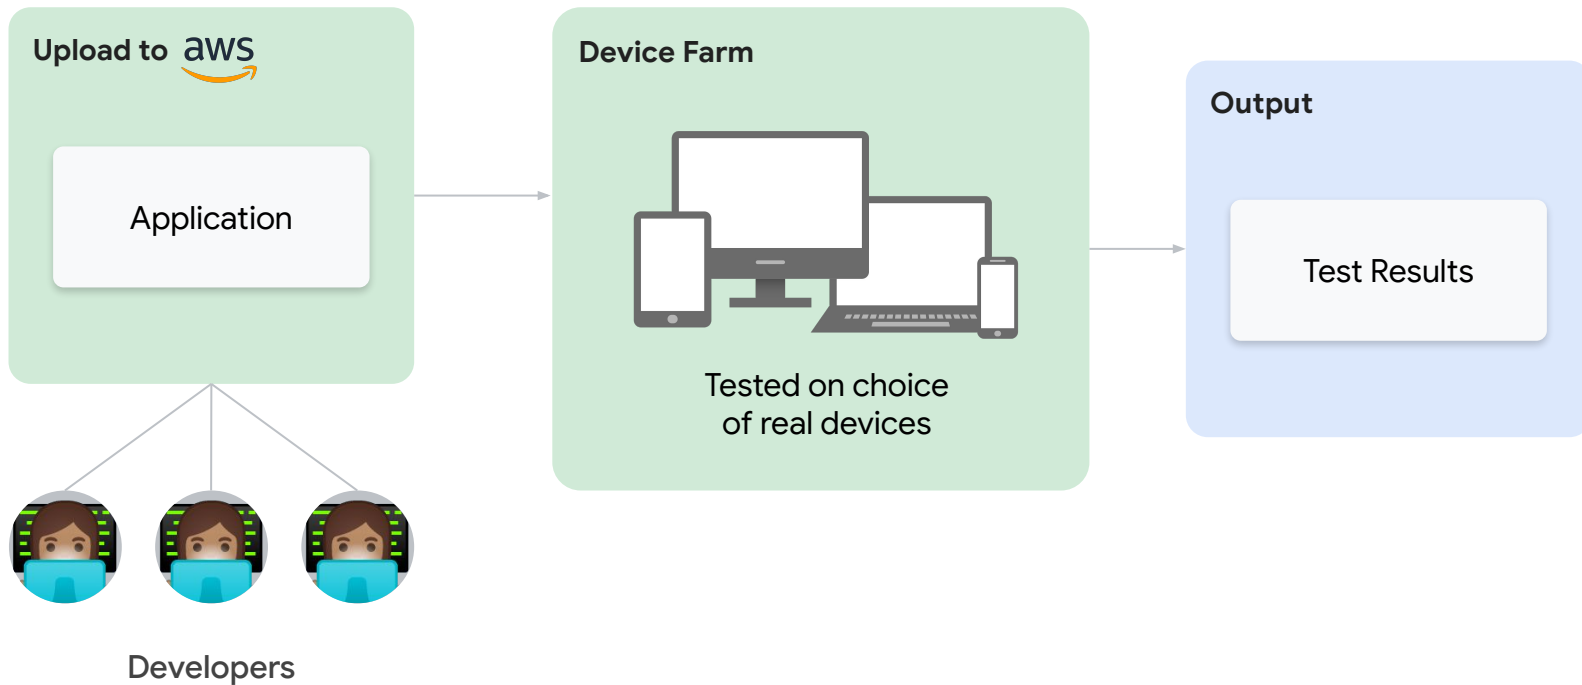 Upload to aws
Application
Device Farm
Tested on choice
of real devices
Output
Test Results
Developers